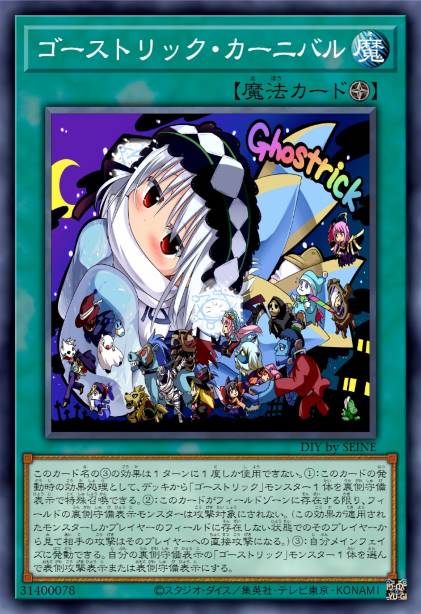 ゴーストリック・カーニバル 魔
【魔法カード】
Ghostrick
DIY by SEINE
このカード名の③の効果は1ターンに1度しか使用できない。①：このカードの発
動時の効果処理として、デッキから「ゴーストリック」モンスター1体を裏側守備
表示で特殊召喚できる。②：このカードがフィールドゾーンに存在する限り、フィ
ールドの裏側守備表示モンスターは攻撃対象にされない。(この効果が適用さ
れたモンスターしかプレイヤーのフィールドに存在しない状態でのそのプレイヤーから
見て相手の攻撃はそのプレイヤーへの直接攻撃になる。)③：自分メインフェイ
ズに発動できる。自分の裏側守備表示の「ゴーストリック」モンスター1体を選ん
で表側攻撃表示または表側守備表示にする。
31400078 ©スタジオ・ダイス/集英社・テレビ東京・KONAMI